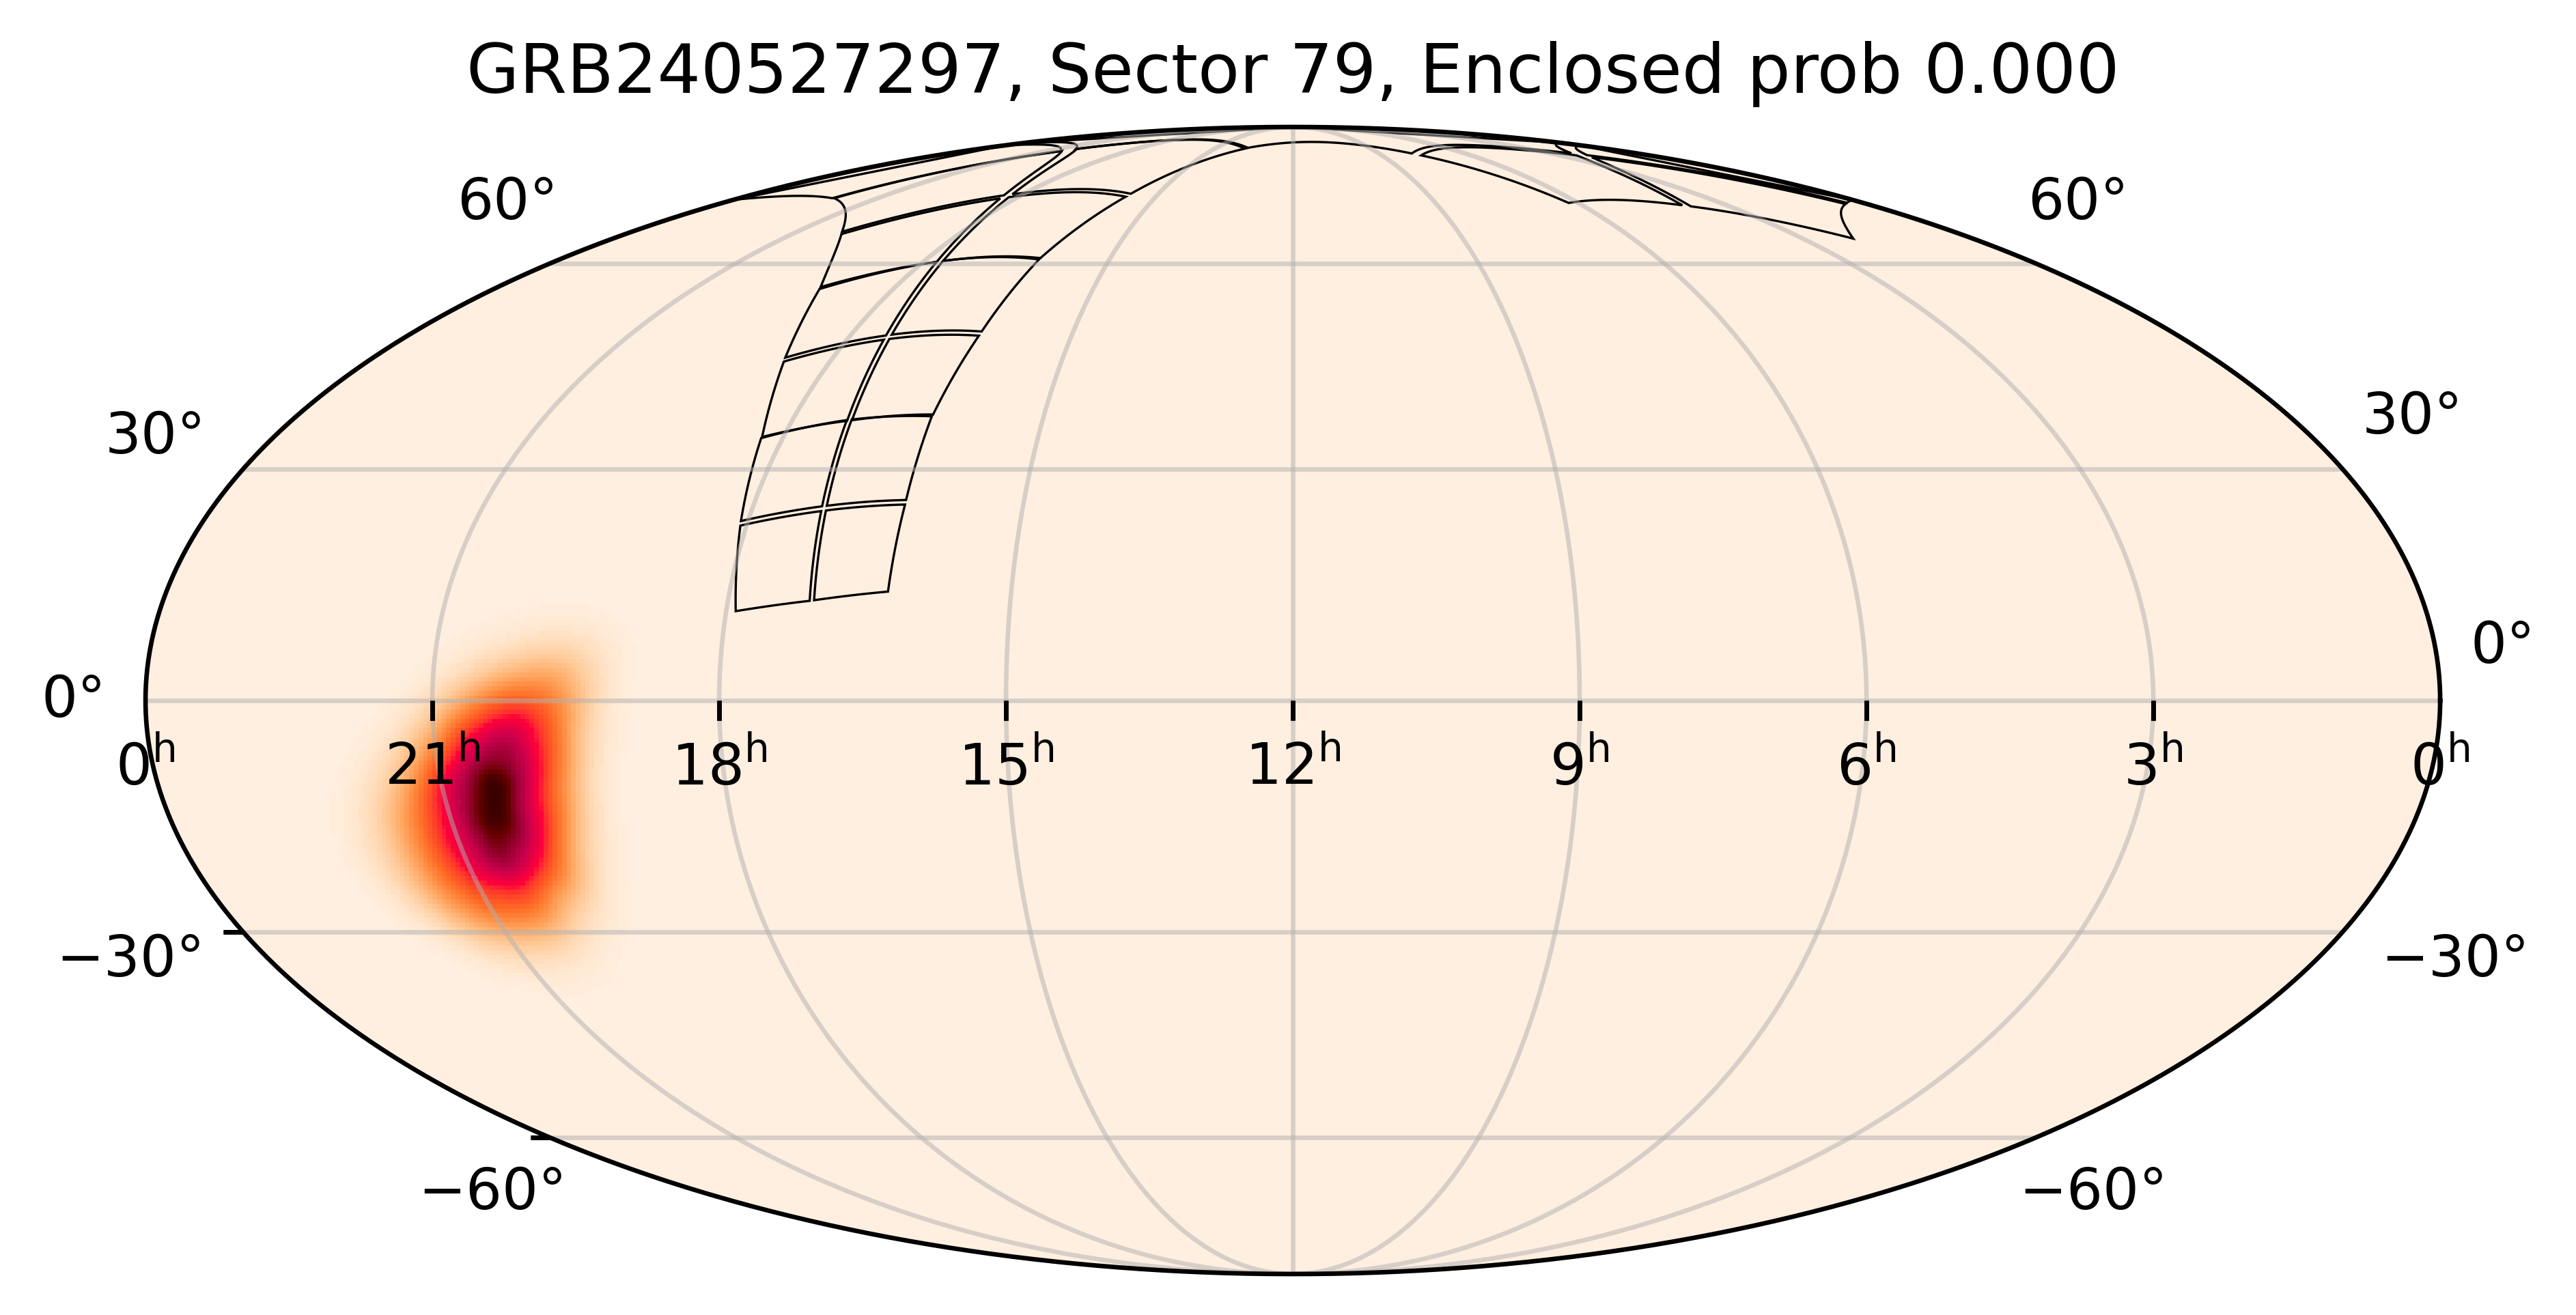 GRB240527297, Sector 79, Enclosed prob 0.000
60° 60°
30° 30°
0° 0°
0h 21h 18h 15h 12h 9h 6h 3h 0h
−30° −30°
−60° −60°